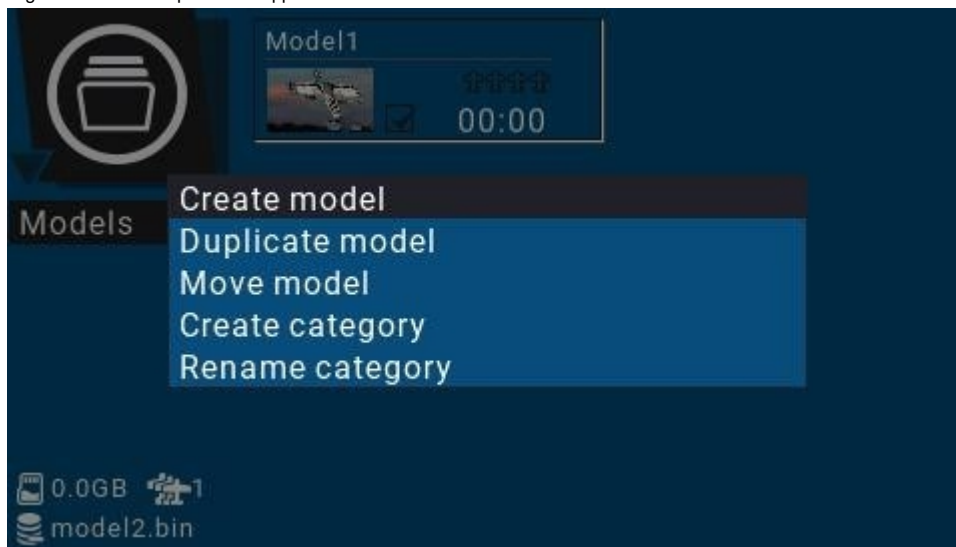 Model1
00:00
Models
Create model
Duplicate model
Move model
Create category
Rename category
0.0GB 1
model2.bin